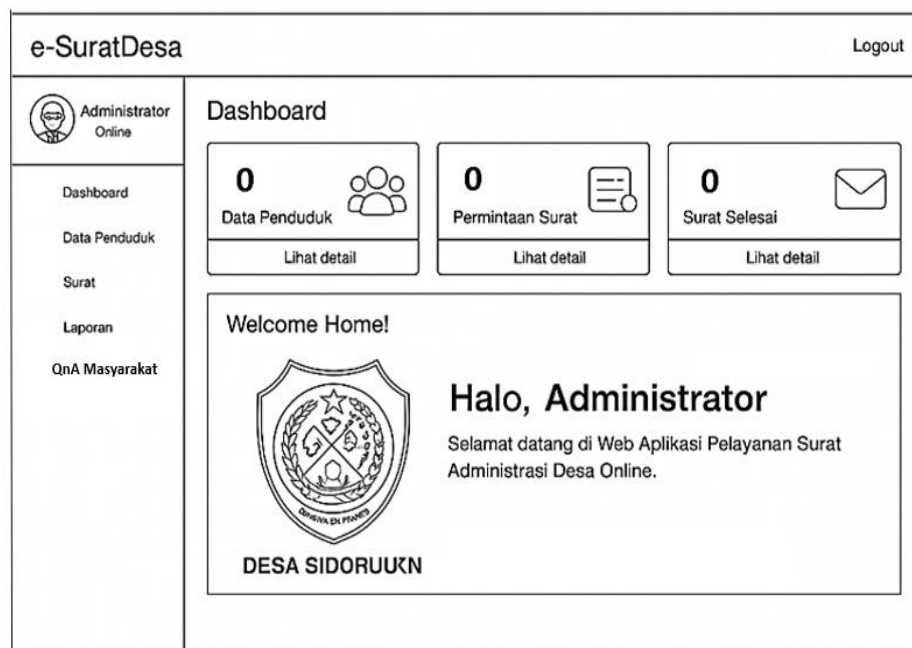 e-SuratDesa
Logout
Administrator
Online
Dashboard
Data Penduduk
Surat
Laporan
QnA Masyarakat
Dashboard
0
Data Penduduk
Lihat detail
0
Permintaan Surat
Lihat detail
0
Surat Selesai
Lihat detail
Welcome Home!
DESA
Halo, Administrator
Selamat datang di Web Aplikasi Pelayanan Surat
Administrasi Desa Online.